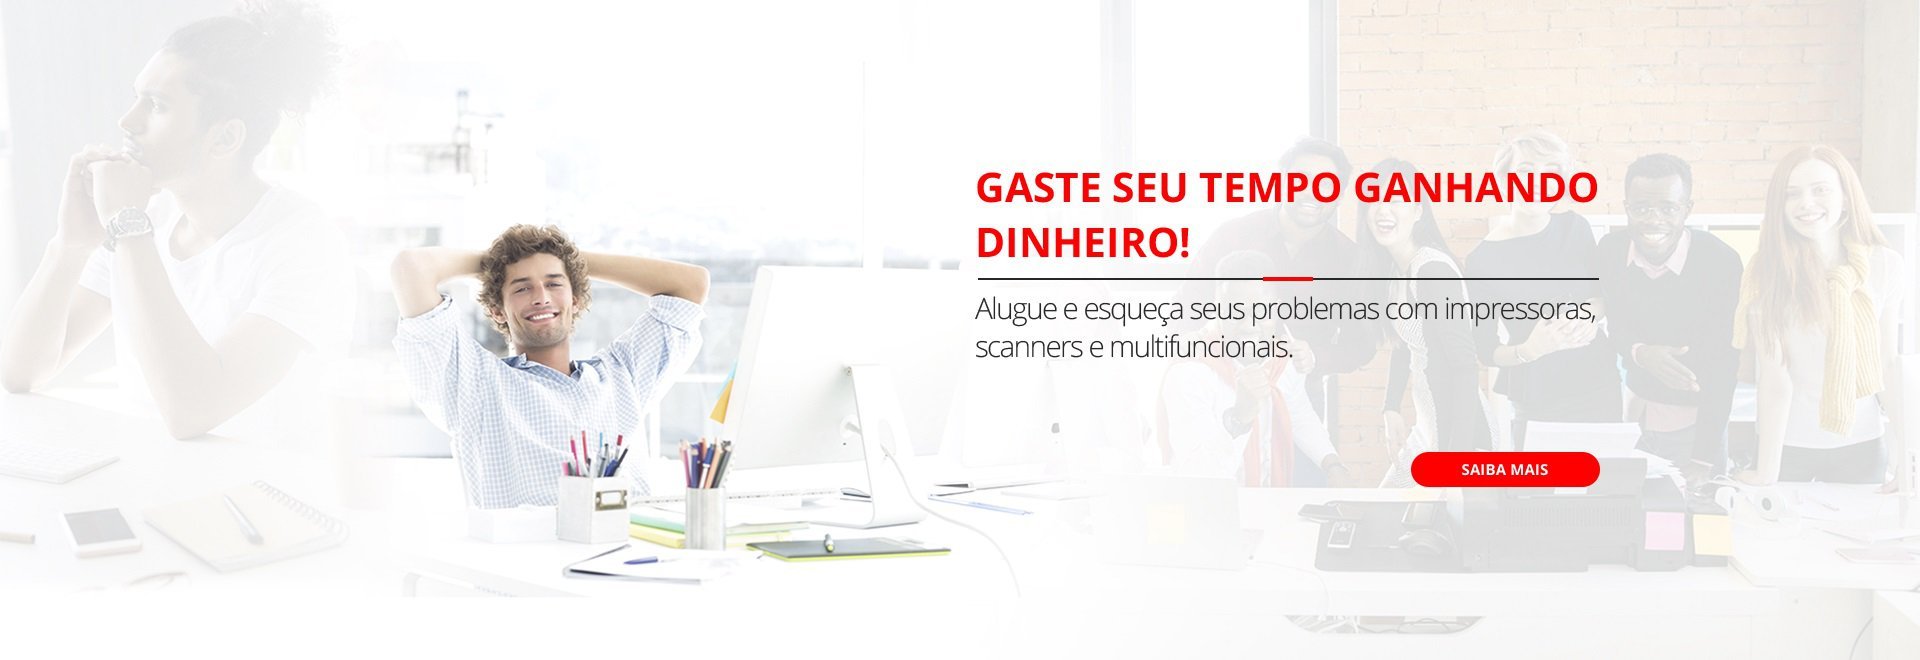 GASTE SEU TEMPO GANHANDO
DINHEIRO!
Alugue e esqueça seus problemas com impressoras,
scanners e multifuncionais.
SAIBA MAIS